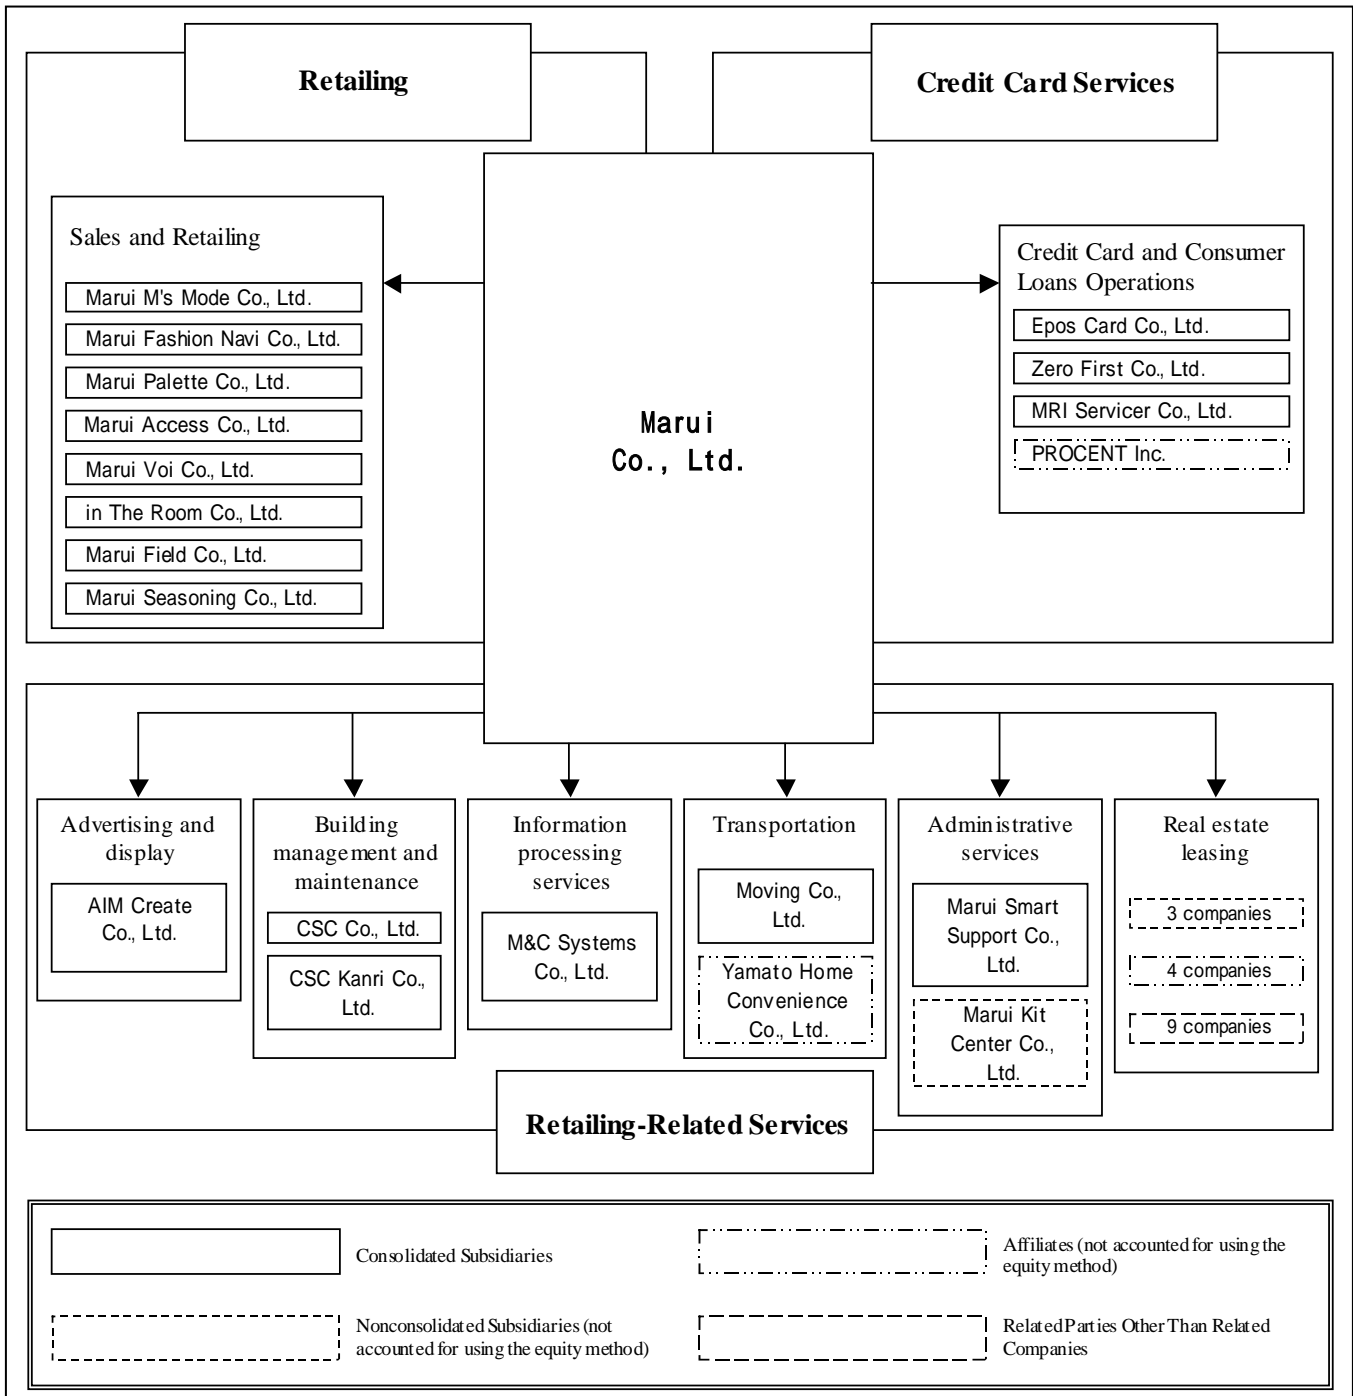 Retailing
Credit Card Services
Sales and Retailing
Marui M's Mode Co., Ltd.
Marui Fashion Navi Co., Ltd.
Marui Palette Co., Ltd.
Marui Access Co., Ltd.
Marui Voi Co., Ltd.
in The Room Co., Ltd.
Marui Field Co., Ltd.
Marui Seasoning Co., Ltd.
Marui
Co., Ltd.
Credit Card and Consumer
Loans Operations
Epos Card Co., Ltd.
Zero First Co., Ltd.
MRI Servicer Co., Ltd.
PROCENT Inc.
Advertising and
display
AIM Create
Co., Ltd.
Building
management and
maintenance
CSC Co., Ltd.
CSC Kanri Co.,
Ltd.
Information
processing
services
M&C Systems
Co., Ltd.
Transportation
Moving Co.,
Ltd.
Yamato Home
Convenience
Co., Ltd.
Administrative
services
Marui Smart
Support Co.,
Ltd.
Marui Kit
Center Co.,
Ltd.
Real estate
leasing
3 companies
4 companies
9 companies
Retailing-Related Services
Consolidated Subsidiaries
Affiliates (not accounted for using the
equity method)
Nonconsolidated Subsidiaries (not
accounted for using the equity method)
Related Parties Other Than Related
Companies